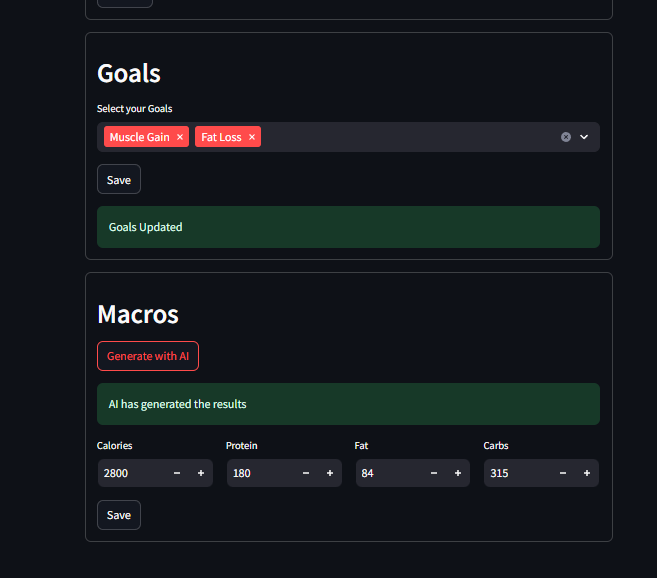 Goals
Select your Goals
Muscle Gain × Fat Loss ×
Save
Goals Updated
Macros
Generate with AI
AI has generated the results
Calories Protein Fat Carbs
2800 − + 180 − + 84 − + 315 − +
Save